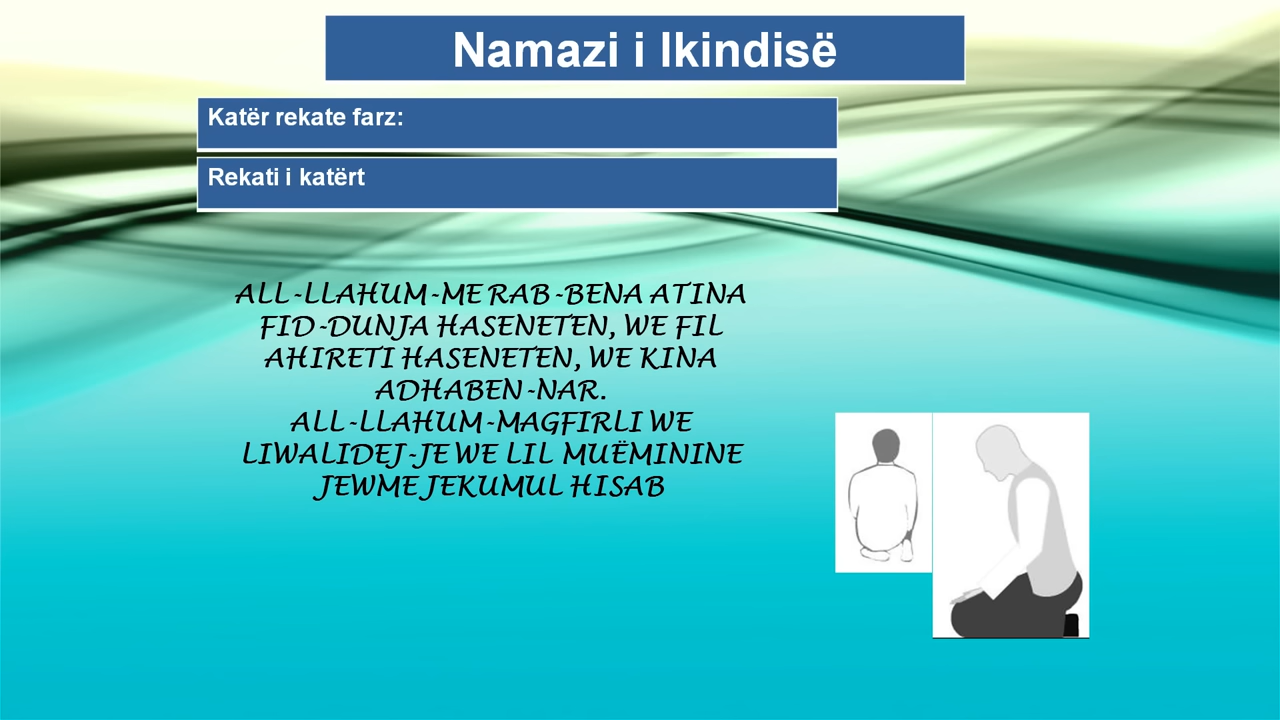 Namazi i Ikindisë
Katër rekate farz:
Rekati i katërt
ALL-LLAHUM-ME RAB-BENA ATINA
FID-DUNJA HASENETEN, WE FIL
AHIRETI HASENETEN, WE KINA
ADHABEN-NAR.
ALL-LLAHUM-MAGFIRLI WE
LIWALIDEJ-JE WE LIL MUËMININE
JEWME JEKUMUL HISAB